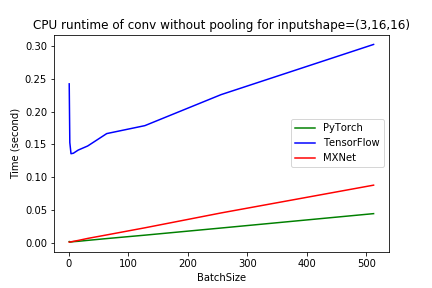 CPU runtime of conv without pooling for inputshape=(3,16,16)
0.30
0.25
0.20
0.15
0.10
0.05
0.00
Time (second)
PyTorch
TensorFlow
MXNet
0
100
200
300
400
500
BatchSize